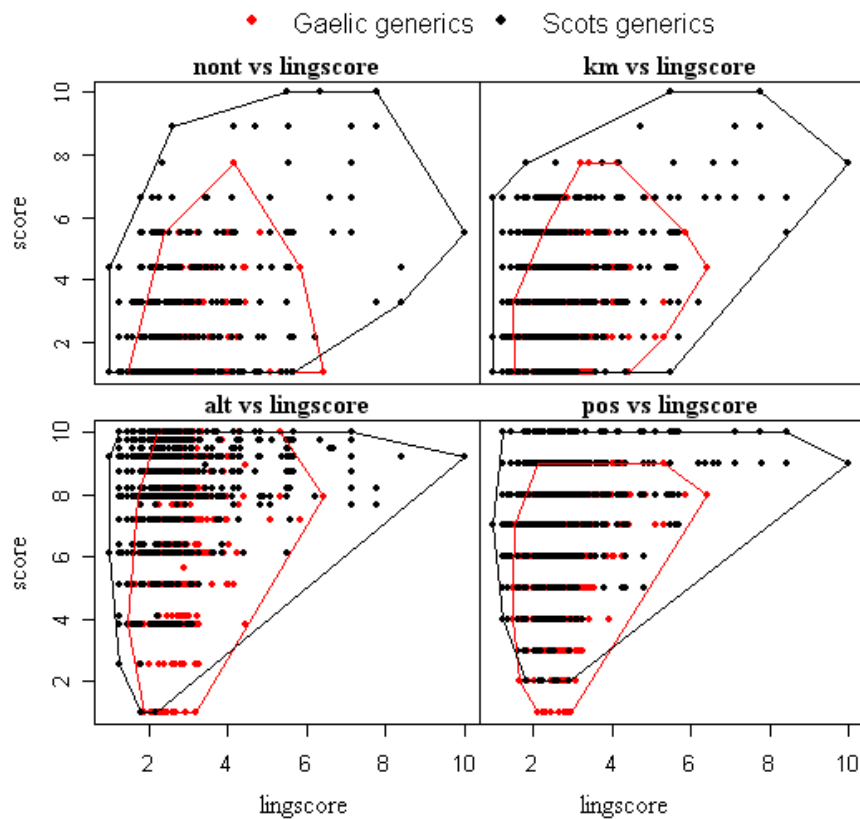 Gaelic generics Scots generics
nont vs lingscore km vs lingscore
10
8
6
4
2
score
alt vs lingscore pos vs lingscore
10
8
6
4
2
score
2 4 6 8 10 2 4 6 8 10
lingscore lingscore